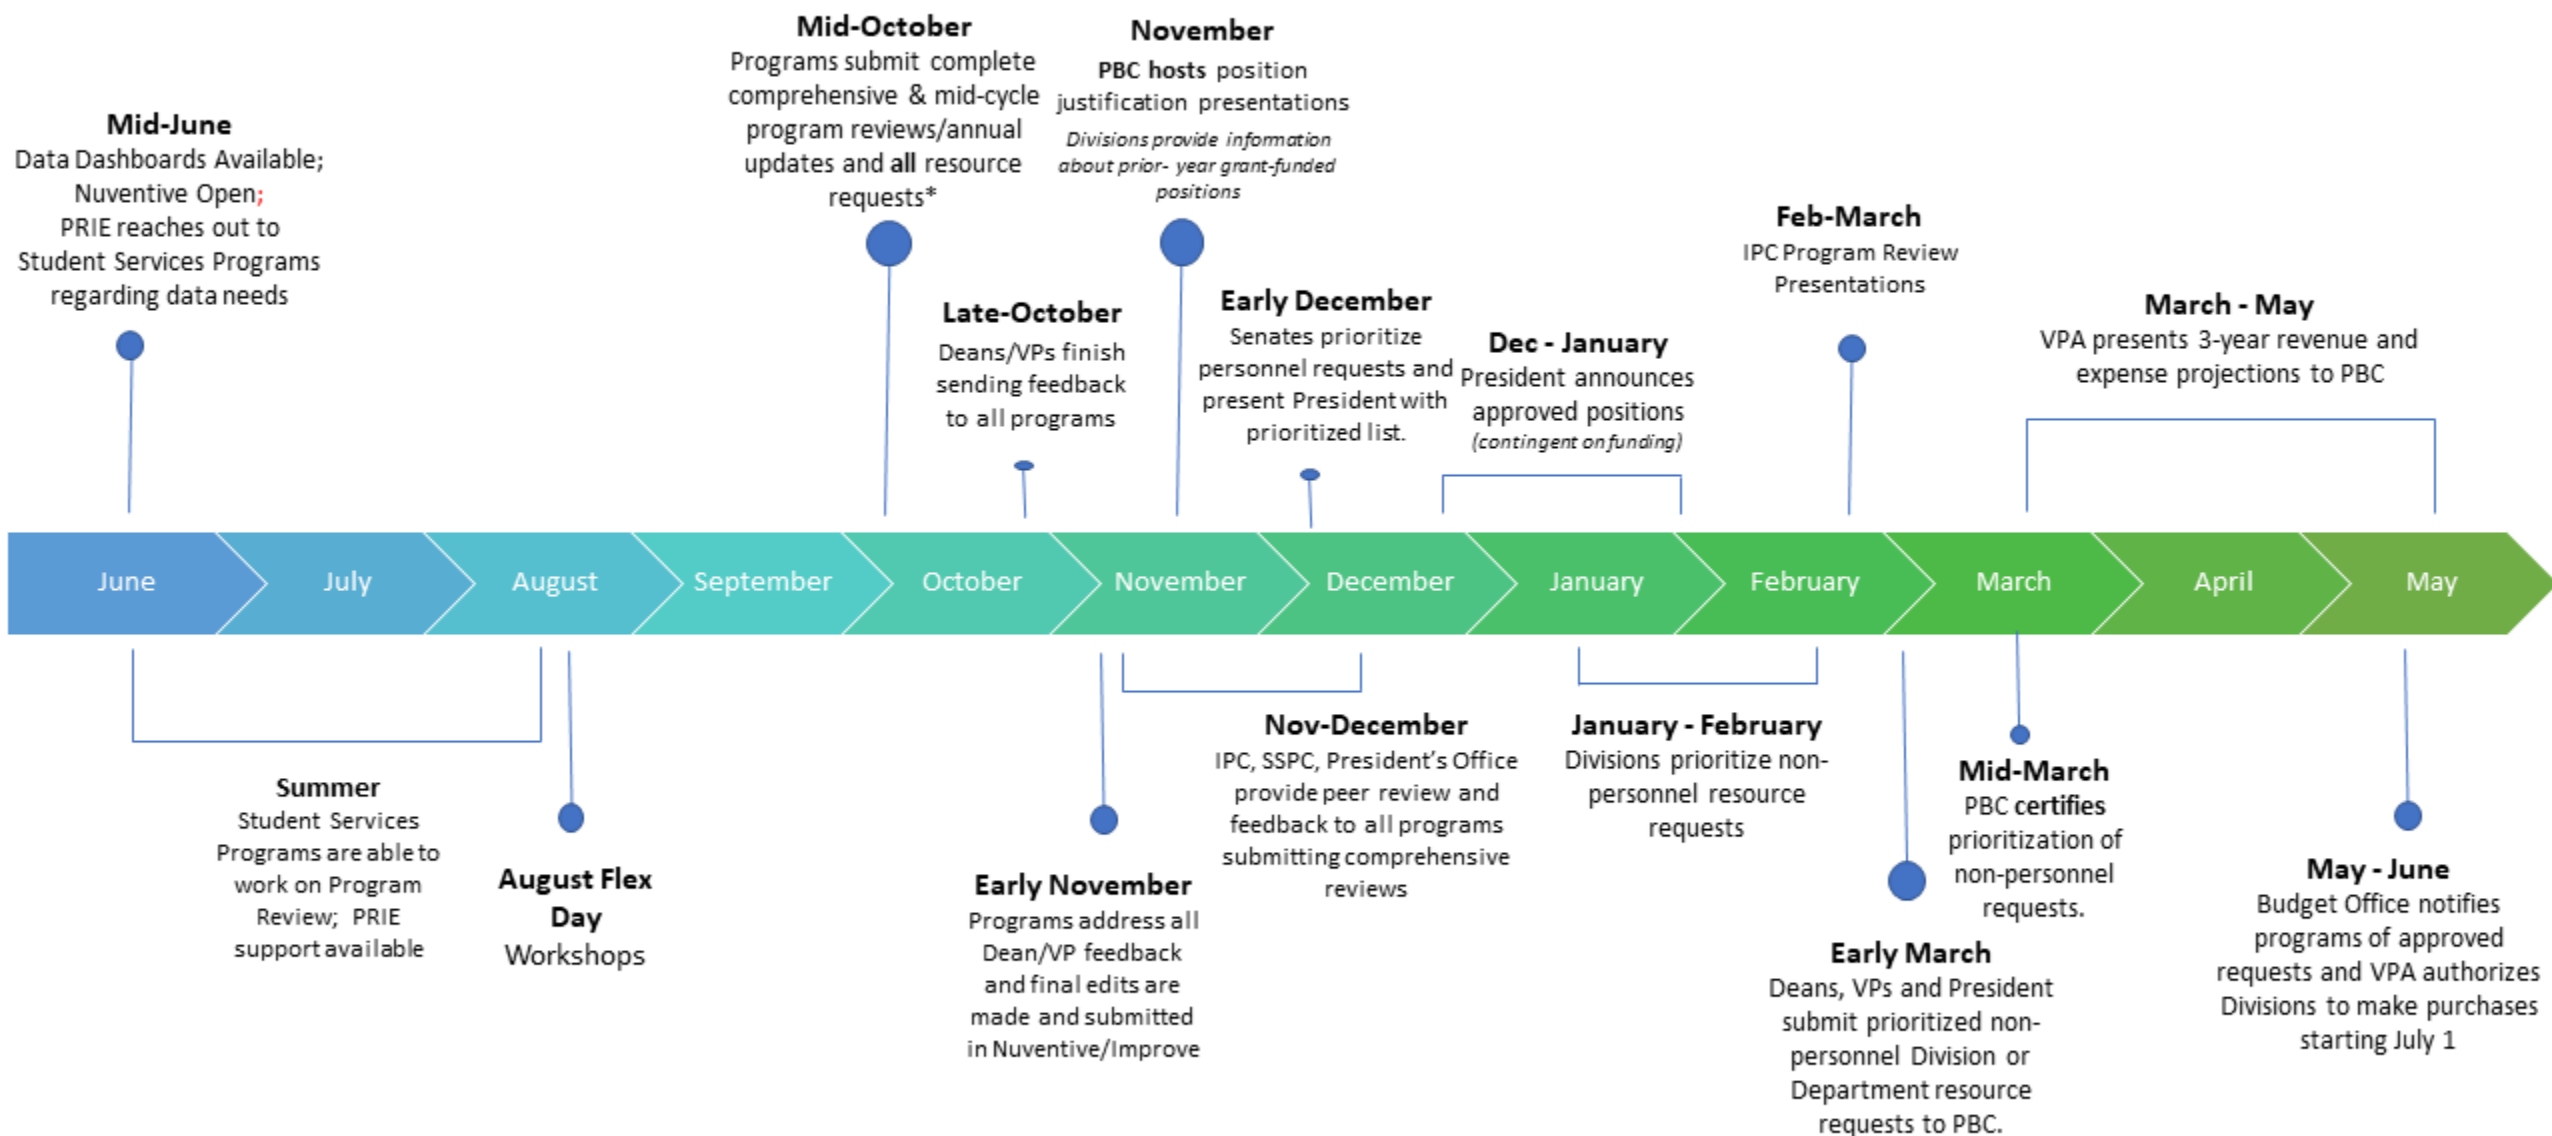 Mid-June
Data Dashboards Available;
Nuventive Open;
PRIE reaches out to
Student Services Programs
regarding data needs
Mid-October
Programs submit complete
comprehensive & mid-cycle
program reviews/annual
updates and all resource
requests*
November
PBC hosts position
justification presentations
Divisions provide information
about prior- year grant-funded
positions
Late-October
Deans/VPs finish
sending feedback
to all programs
Early December
Senates prioritize
personnel requests and
present President with
prioritized list.
Dec - January
President announces
approved positions
(contingent on funding)
Feb-March
IPC Program Review
Presentations
March - May
VPA presents 3-year revenue and
expense projections to PBC
June
July
August
September
October
November
December
January
February
March
April
May
Summer
Student Services
Programs are able to
work on Program
Review; PRIE
support available
August Flex
Day
Workshops
Early November
Programs address all
Dean/VP feedback
and final edits are
made and submitted
in Nuventive/Improve
Nov-December
IPC, SSPC, President's Office
provide peer review and
feedback to all programs
submitting comprehensive
reviews
January - February
Divisions prioritize non-
personnel resource
requests
Early March
Deans, VPs and President
submit prioritized non-
personnel Division or
Department resource
requests to PBC.
Mid-March
PBC certifies
prioritization of
non-personnel
requests.
May - June
Budget Office notifies
programs of approved
requests and VPA authorizes
Divisions to make purchases
starting July 1